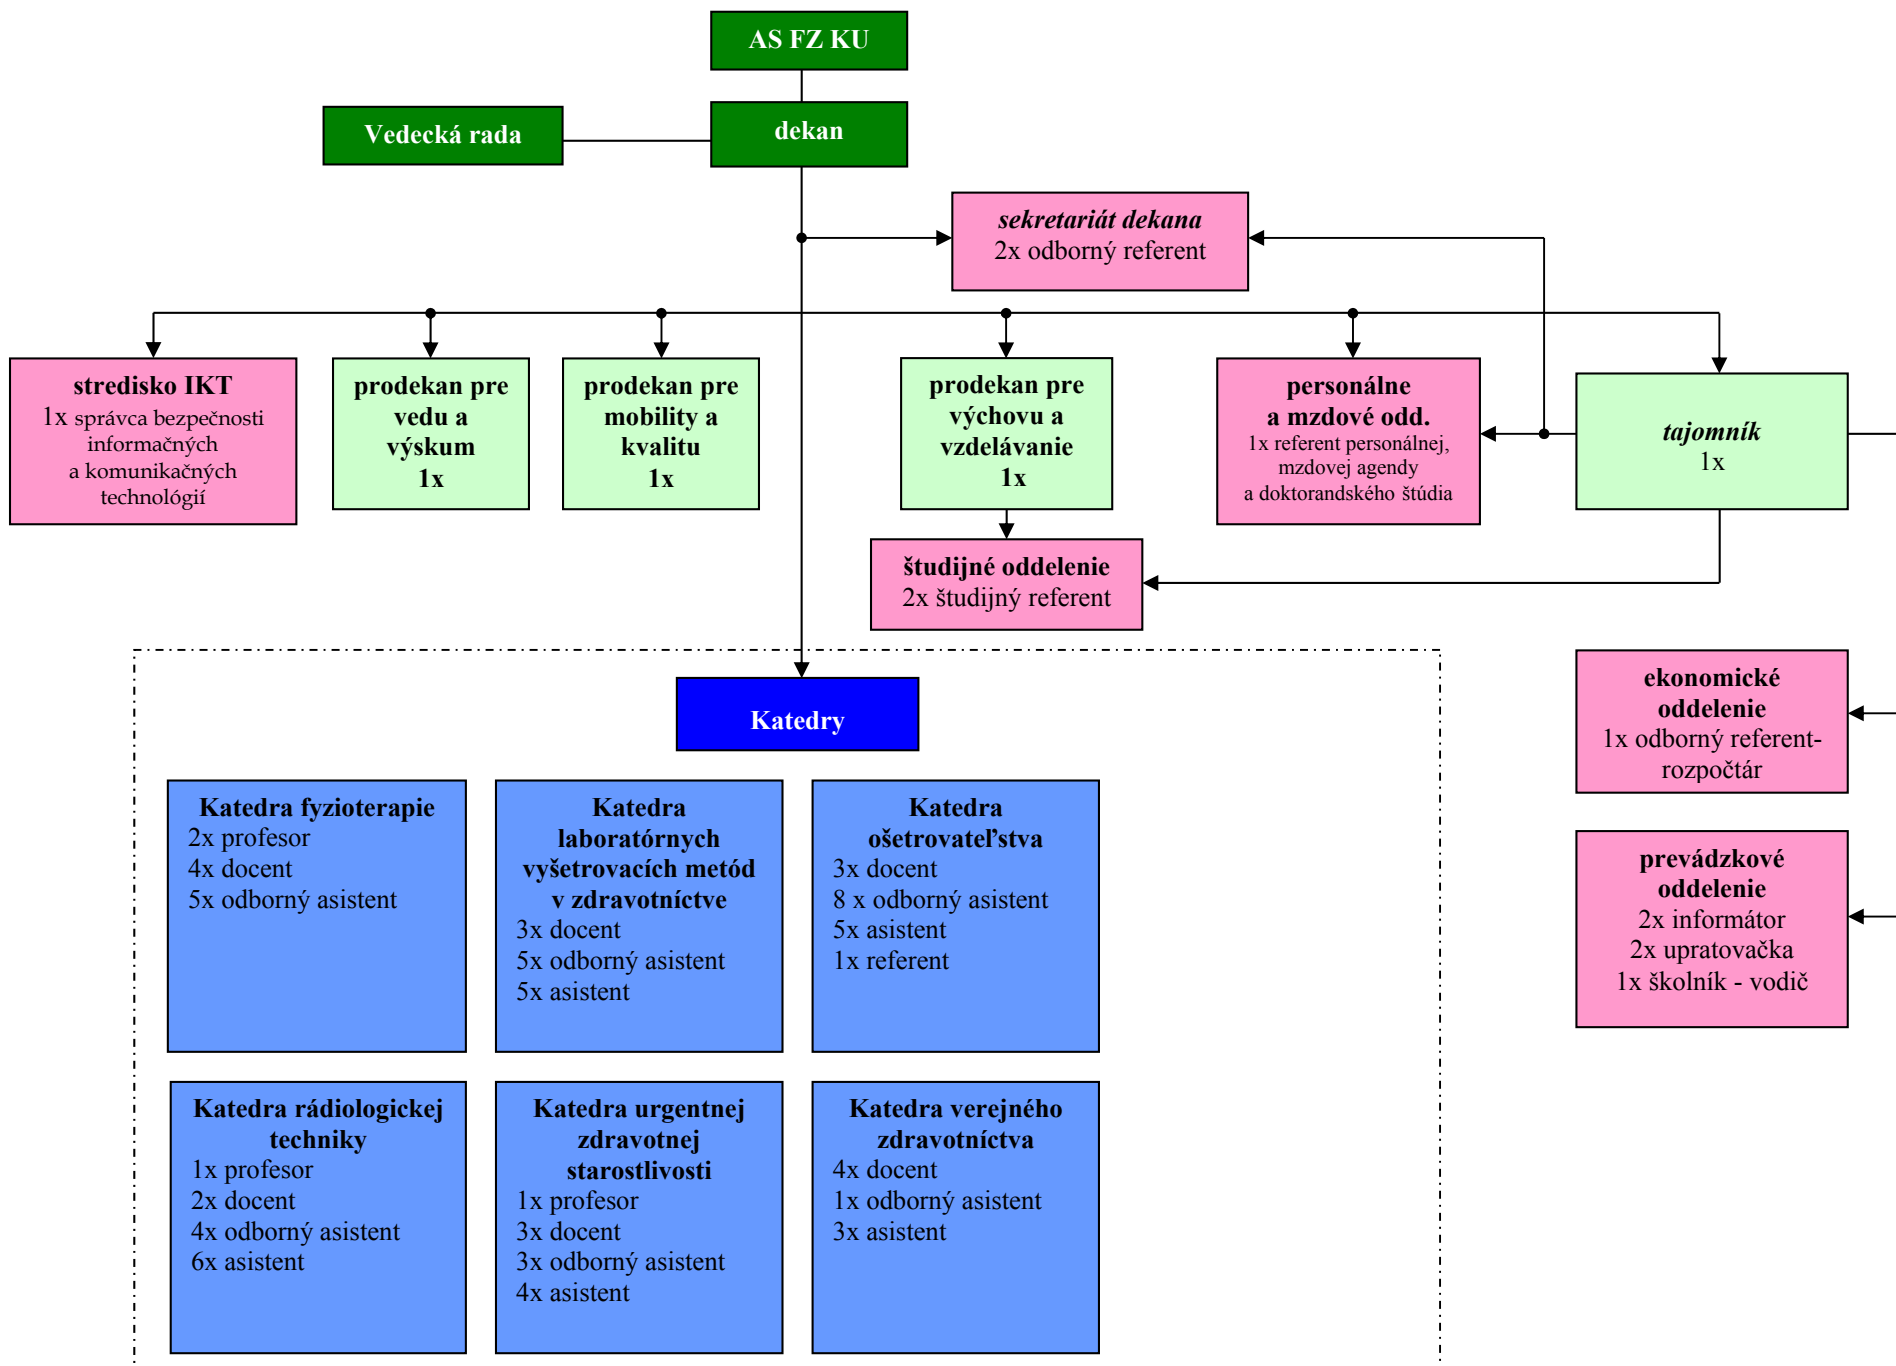 AS FZ KU
Vedecká rada
dekan
sekretariát dekana
2x odborný referent
stredisko IKT
1x správca bezpečnosti
informačných
a komunikačných
technológií
prodekan pre
vedu a
výskum
1x
prodekan pre
mobility a
kvalitu
1x
prodekan pre
výchovu a
vzdelávanie
1x
personálne
a mzdové odd.
1x referent personálnej,
mzdovej agendy
a doktorandského štúdia
tajomník
1x
študijné oddelenie
2x študijný referent
Katedry
ekonomické
oddelenie
1x odborný referent-
rozpočtár
Katedra fyzioterapie
2x profesor
4x docent
5x odborný asistent
Katedra
laboratórnych
vyšetrovacích metód
v zdravotníctve
3x docent
5x odborný asistent
5x asistent
Katedra
ošetrovateľstva
3x docent
8 x odborný asistent
5x asistent
1x referent
prevádzkové
oddelenie
2x informátor
2x upratovačka
1x školník - vodič
Katedra rádiologickej
techniky
1x profesor
2x docent
4x odborný asistent
6x asistent
Katedra urgentnej
zdravotnej
starostlivosti
1x profesor
3x docent
3x odborný asistent
4x asistent
Katedra verejného
zdravotníctva
4x docent
1x odborný asistent
3x asistent